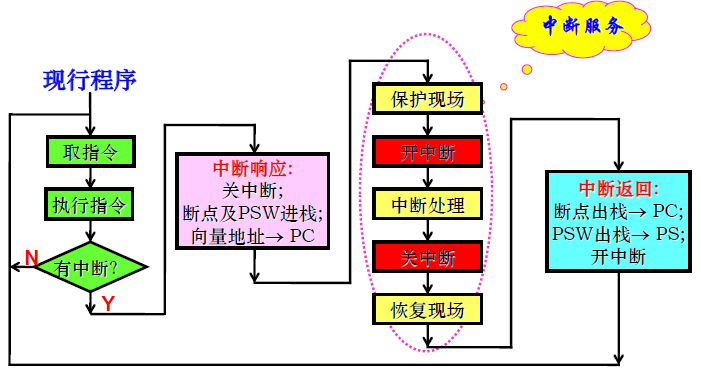 中断服务
现行程序
取指令
执行指令
有中断?
N
Y
中断响应:
关中断;
断点及PSW进栈;
向量地址→ PC
保护现场
开中断
中断处理
关中断
恢复现场
中断返回:
断点出栈→ PC;
PSW出栈→ PS;
开中断